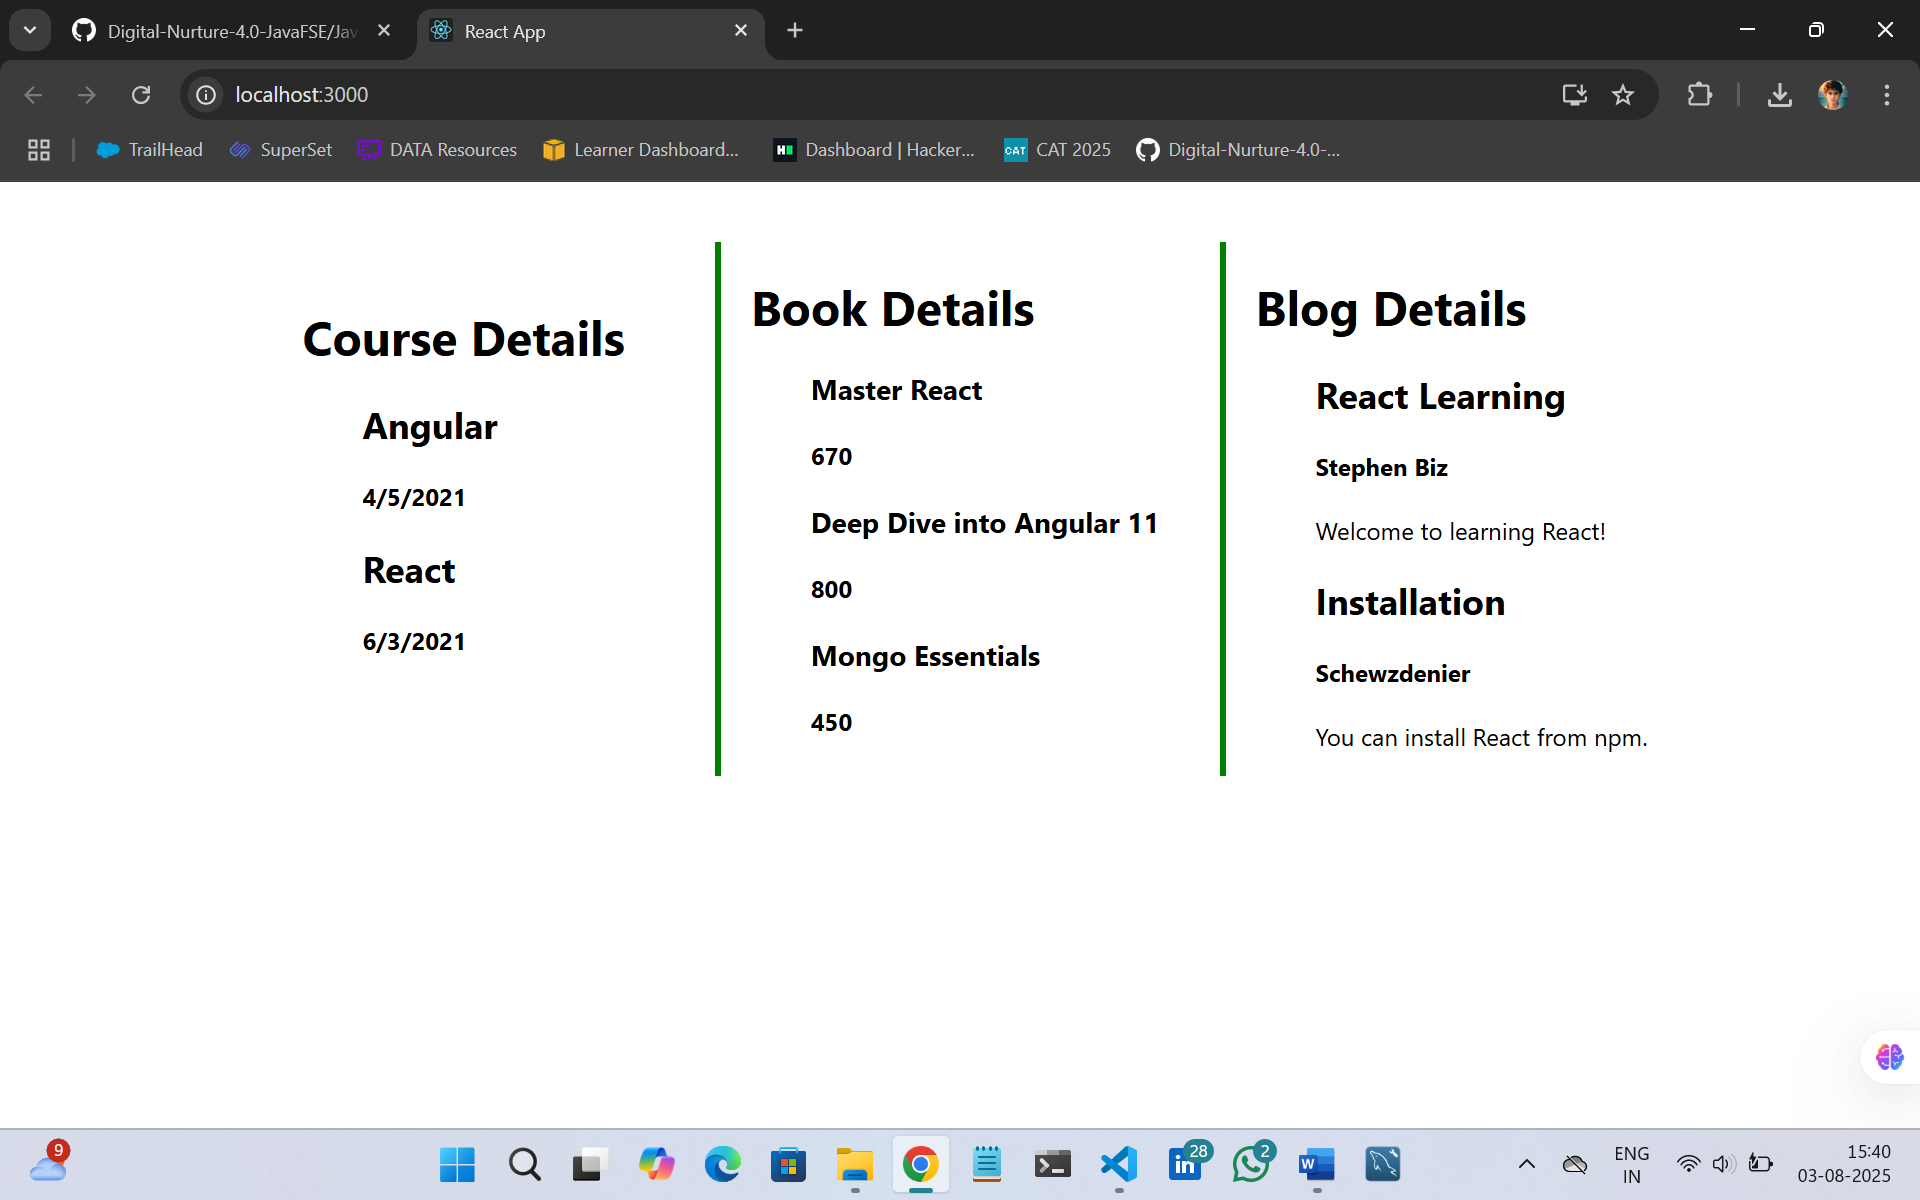 Digital-Nurture-4.0-JavaFSE/Jav
React App
localhost:3000
TrailHead
SuperSet
DATA Resources
Learner Dashboard...
Dashboard | Hacker...
CAT
CAT 2025
Digital-Nurture-4.0-...
Course Details
Angular
4/5/2021
React
6/3/2021
Book Details
Master React
670
Deep Dive into Angular 11
800
Mongo Essentials
450
Blog Details
React Learning
Stephen Biz
Welcome to learning React!
Installation
Schewzdenier
You can install React from npm.
9
28
2
ENG
IN
15:40
03-08-2025